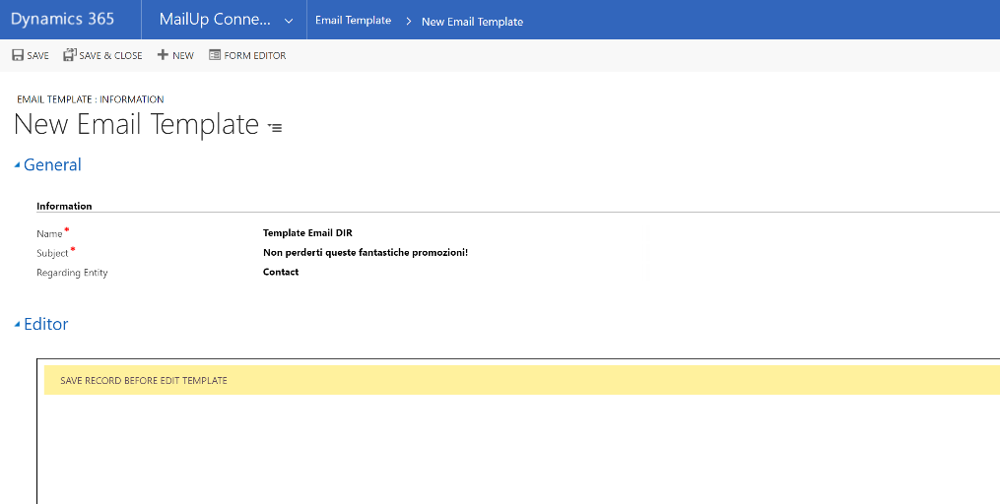 Dynamics 365
MailUp Conne...
Email Template > New Email Template
SAVE
SAVE & CLOSE
NEW
FORM EDITOR
EMAIL TEMPLATE : INFORMATION
New Email Template
General
Information
Name*
Template Email DIR
Subject*
Non perderti queste fantastiche promozioni!
Regarding Entity
Contact
Editor
SAVE RECORD BEFORE EDIT TEMPLATE